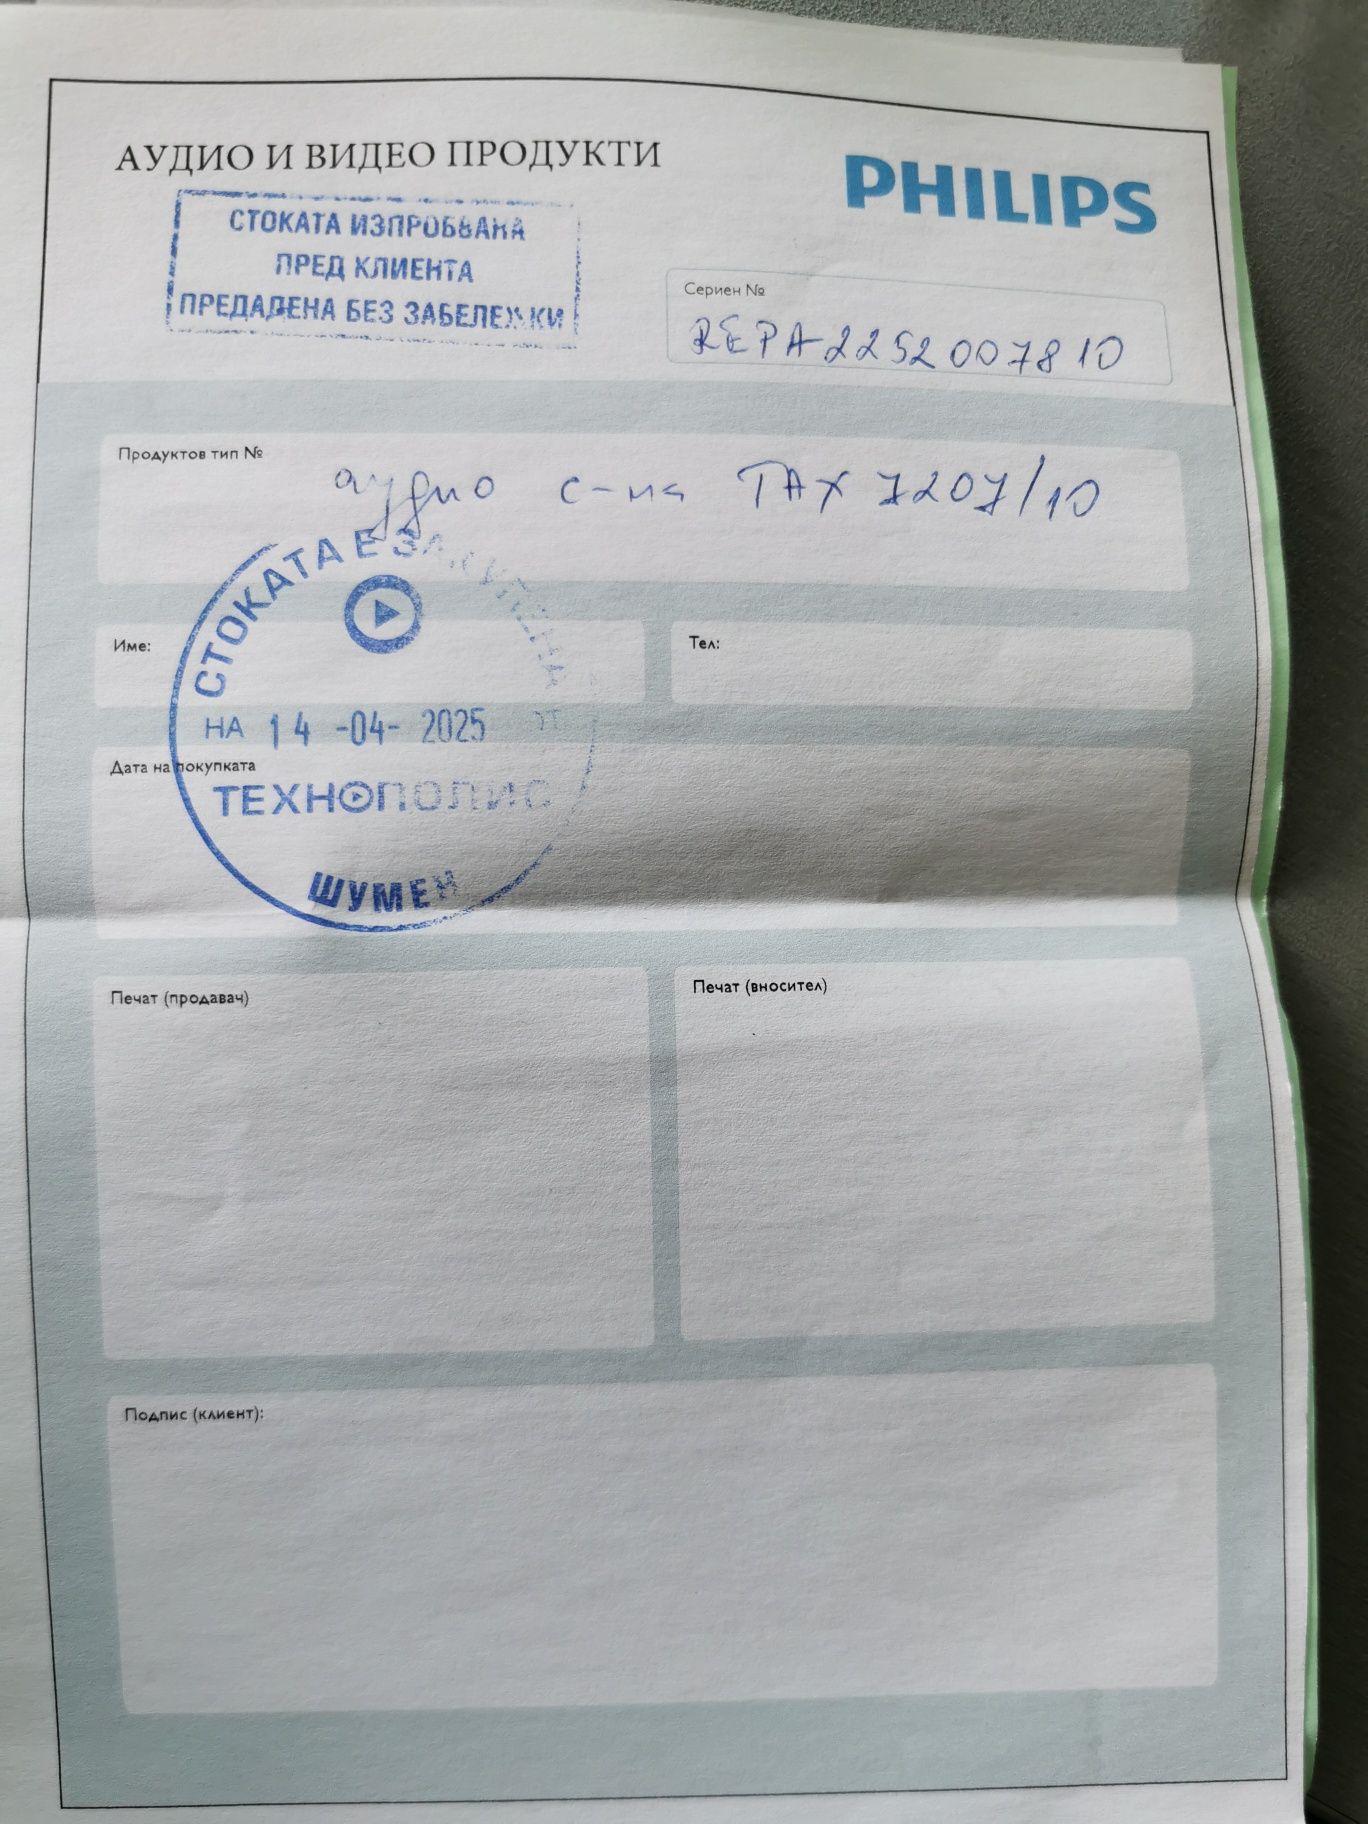 АУДИО И ВИДЕО ПРОДУКТИ
PHILIPS
СТОКАТА ИЗПРОБВАНА
ПРЕД КЛИЕНТА
ПРЕДАДЕНА БЕЗ ЗАБЕЛЕЖКИ
Сериен №
REPA2252007810
Продуктов тип №
аудио с-ма TAX 7207/10
СТОКАТА Е ЗАКУПЕНА
Име:
Тел:
НА 14 -04- 2025 ОТ
Дата на покупката
ТЕХНОПОЛИС
ШУМЕН
Печат (продавач)
Печат (вносител)
Подпис (клиент):